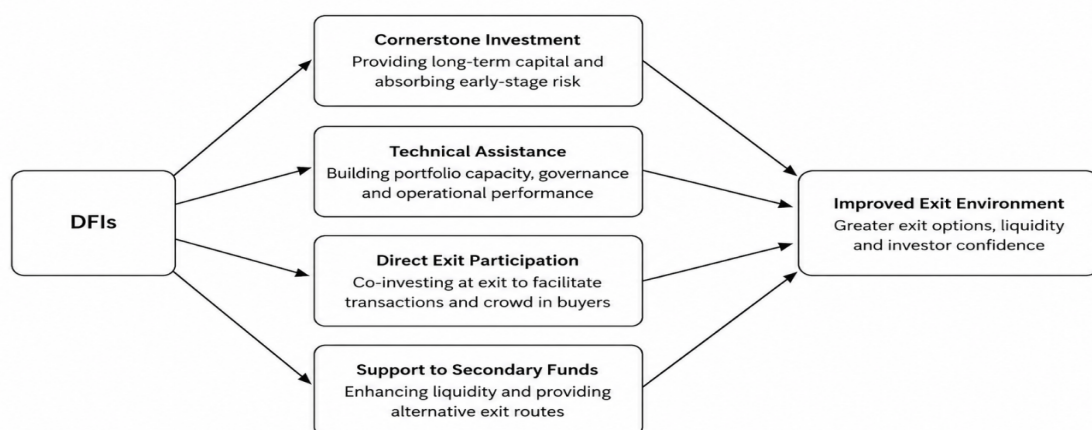 Cornerstone Investment
Providing long-term capital and
absorbing early-stage risk
Technical Assistance
Building portfolio capacity, governance
and operational performance
DFIs
Direct Exit Participation
Co-investing at exit to facilitate
transactions and crowd in buyers
Support to Secondary Funds
Enhancing liquidity and providing
alternative exit routes
Improved Exit Environment
Greater exit options, liquidity
and investor confidence